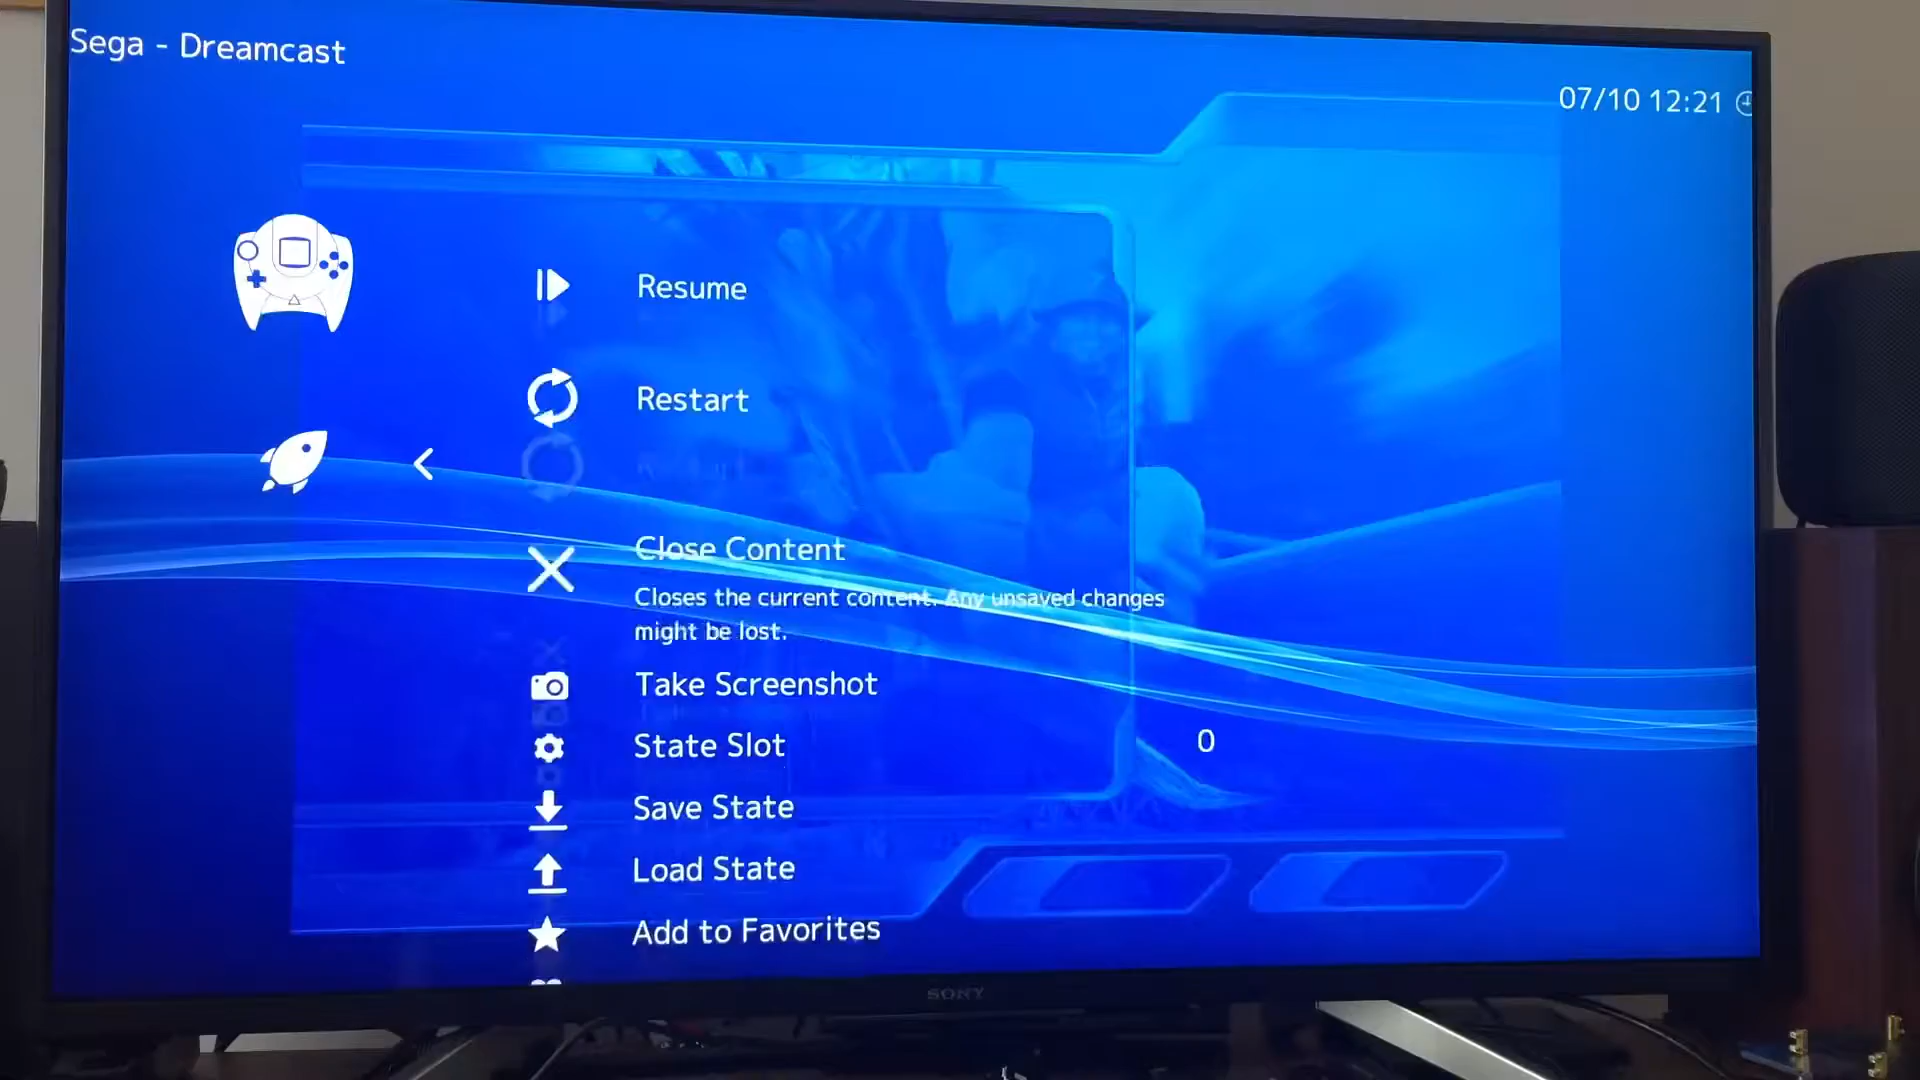 Sega - Dreamcast
07/10 12:21
Resume
Restart
Close Content
Closes the current content. Any unsaved changes
might be lost.
Take Screenshot
State Slot
0
Save State
Load State
Add to Favorites
SONY